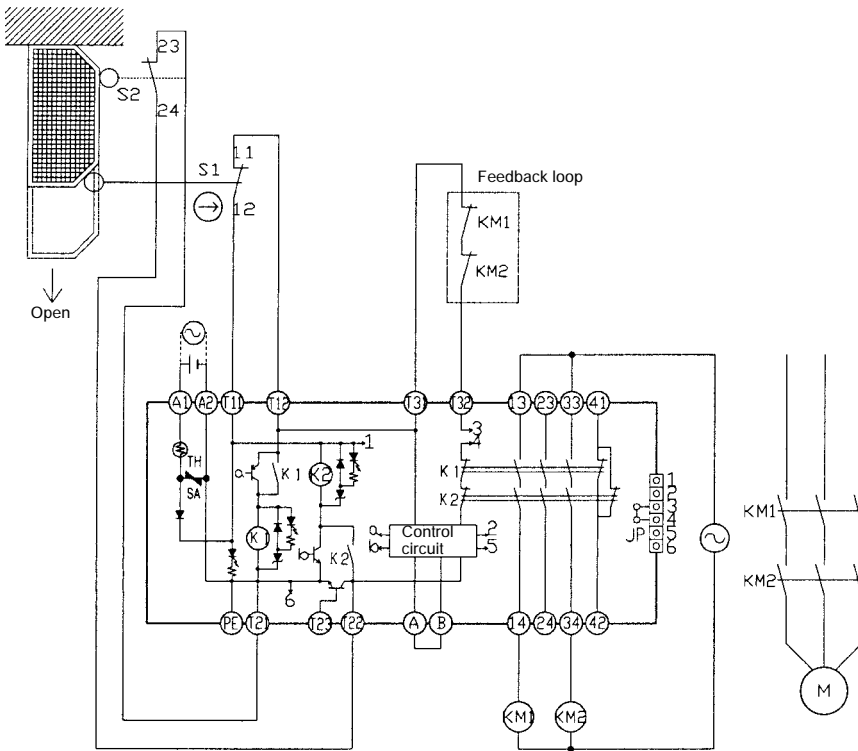 23
S2
24
11
S1
12
Feedback loop
KM1
KM2
Open
A1 A2 T11 T12 T31 T32 13 23 33 41
3
4
1
TH
SA
a
K1
K2
K1
K2
1
2
3
4
5
6
JP
KM1
KM2
K1
b
K2
a
b
Control
circuit
2
5
6
PE T21 T23 T22 A B 14 24 34 42
KM1 KM2
M